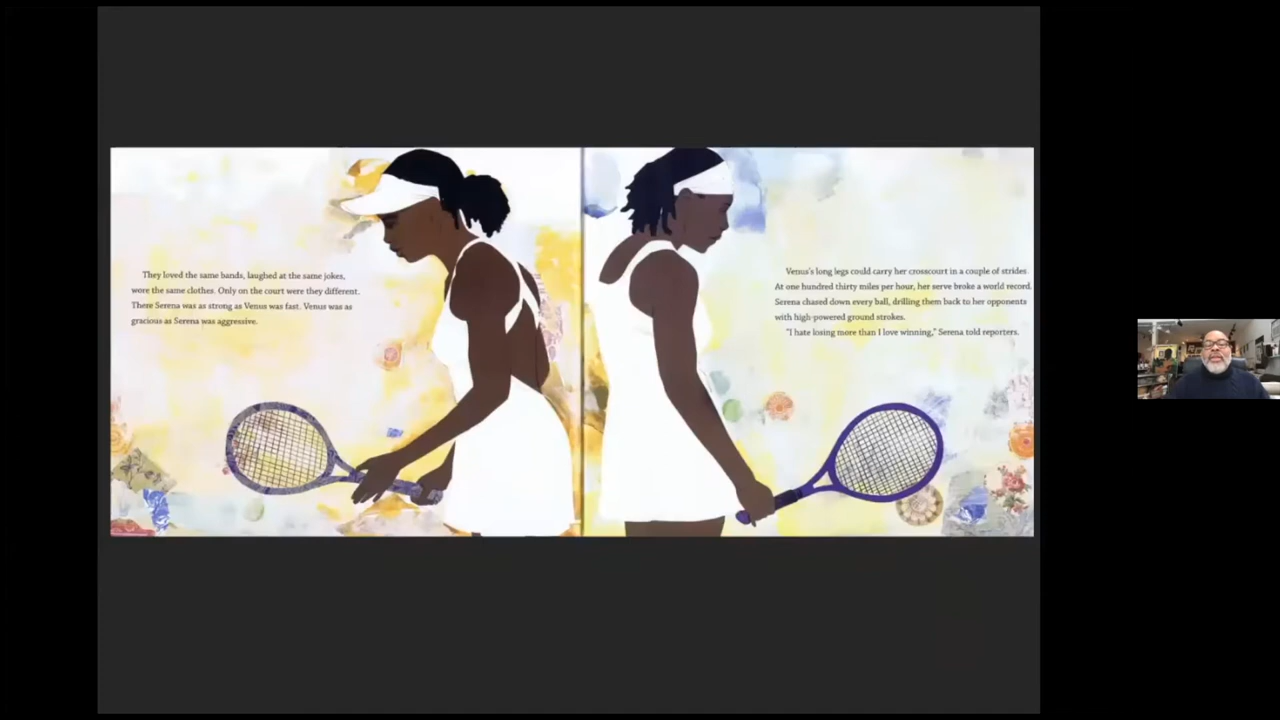 They loved the same bands, laughed at the same jokes,
wore the same clothes. Only on the court were they different.
There Serena was as strong as Venus was fast. Venus was as
gracious as Serena was aggressive.
Venus's long legs could carry her crosscourt in a couple of strides.
At one hundred thirty miles per hour, her serve broke a world record.
Serena chased down every ball, drilling them back to her opponents
with high-powered ground strokes.
"I hate losing more than I love winning," Serena told reporters.